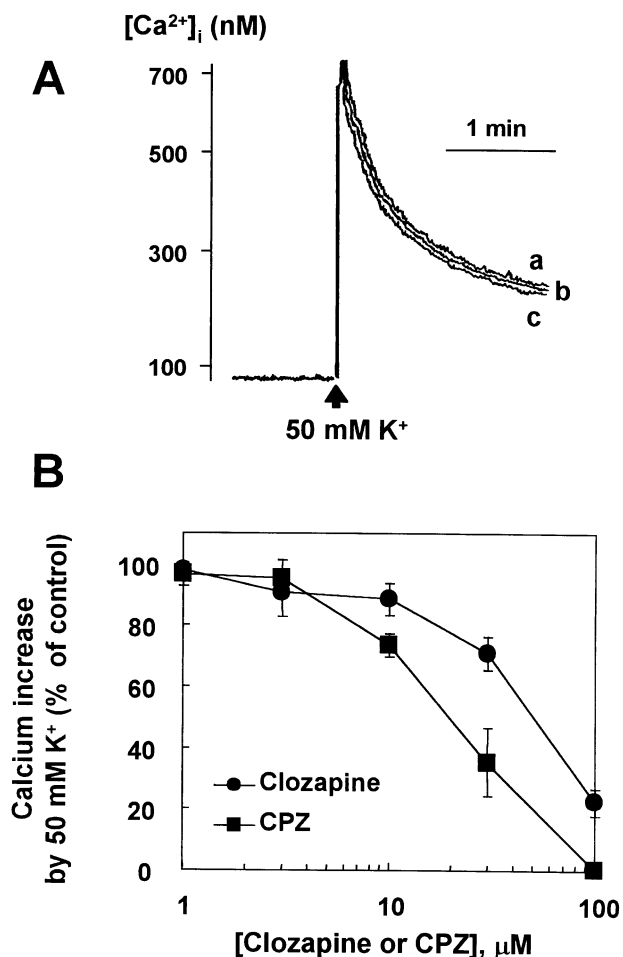 [Ca²⁺]ᵢ (nM)
A
700
500
300
100
1 min
a
b
c
50 mM K⁺
B
Calcium increase
by 50 mM K⁺ (% of control)
100
80
60
40
20
0
Clozapine
CPZ
1
10
100
[Clozapine or CPZ], μM